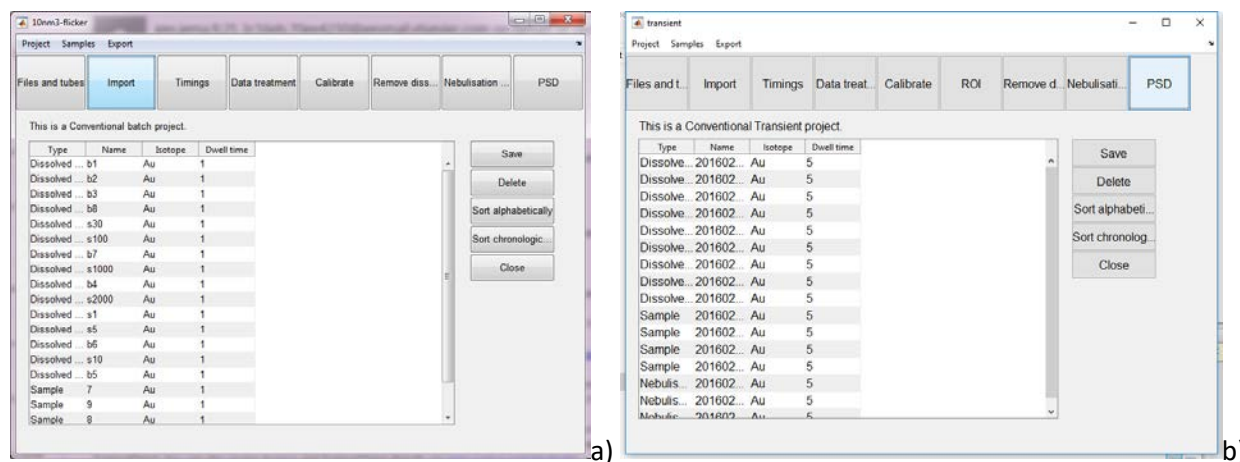 10nm3-flicker
Project Samples Export
Files and tubes Import Timings Data treatment Calibrate Remove diss... Nebulisation ... PSD
This is a Conventional batch project.
Type Name Isotope Dwell time
Dissolved ... b1 Au 1
Dissolved ... b2 Au 1
Dissolved ... b3 Au 1
Dissolved ... b8 Au 1
Dissolved ... s30 Au 1
Dissolved ... s100 Au 1
Dissolved ... b7 Au 1
Dissolved ... s1000 Au 1
Dissolved ... b4 Au 1
Dissolved ... s2000 Au 1
Dissolved ... s1 Au 1
Dissolved ... s5 Au 1
Dissolved ... b6 Au 1
Dissolved ... s10 Au 1
Dissolved ... b5 Au 1
Sample 7 Au 1
Sample 9 Au 1
Sample 8 Au 1
Save
Delete
Sort alphabetically
Sort chronologic...
Close
a)
transient
Project Samples Export
Files and t... Import Timings Data treat... Calibrate ROI Remove d... Nebulisati... PSD
This is a Conventional Transient project.
Type Name Isotope Dwell time
Dissolve... 201602... Au 5
Dissolve... 201602... Au 5
Dissolve... 201602... Au 5
Dissolve... 201602... Au 5
Dissolve... 201602... Au 5
Dissolve... 201602... Au 5
Dissolve... 201602... Au 5
Dissolve... 201602... Au 5
Dissolve... 201602... Au 5
Sample 201602... Au 5
Sample 201602... Au 5
Sample 201602... Au 5
Sample 201602... Au 5
Nebulis... 201602... Au 5
Nebulis... 201602... Au 5
Nebulis... 201602... Au 5
Save
Delete
Sort alphabeti...
Sort chronolog...
Close
b)